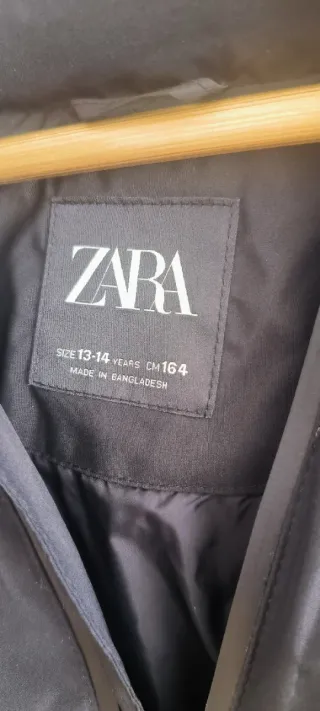 ZARA
SIZE 13-14 YEARS CM 164
MADE IN BANGLADESH